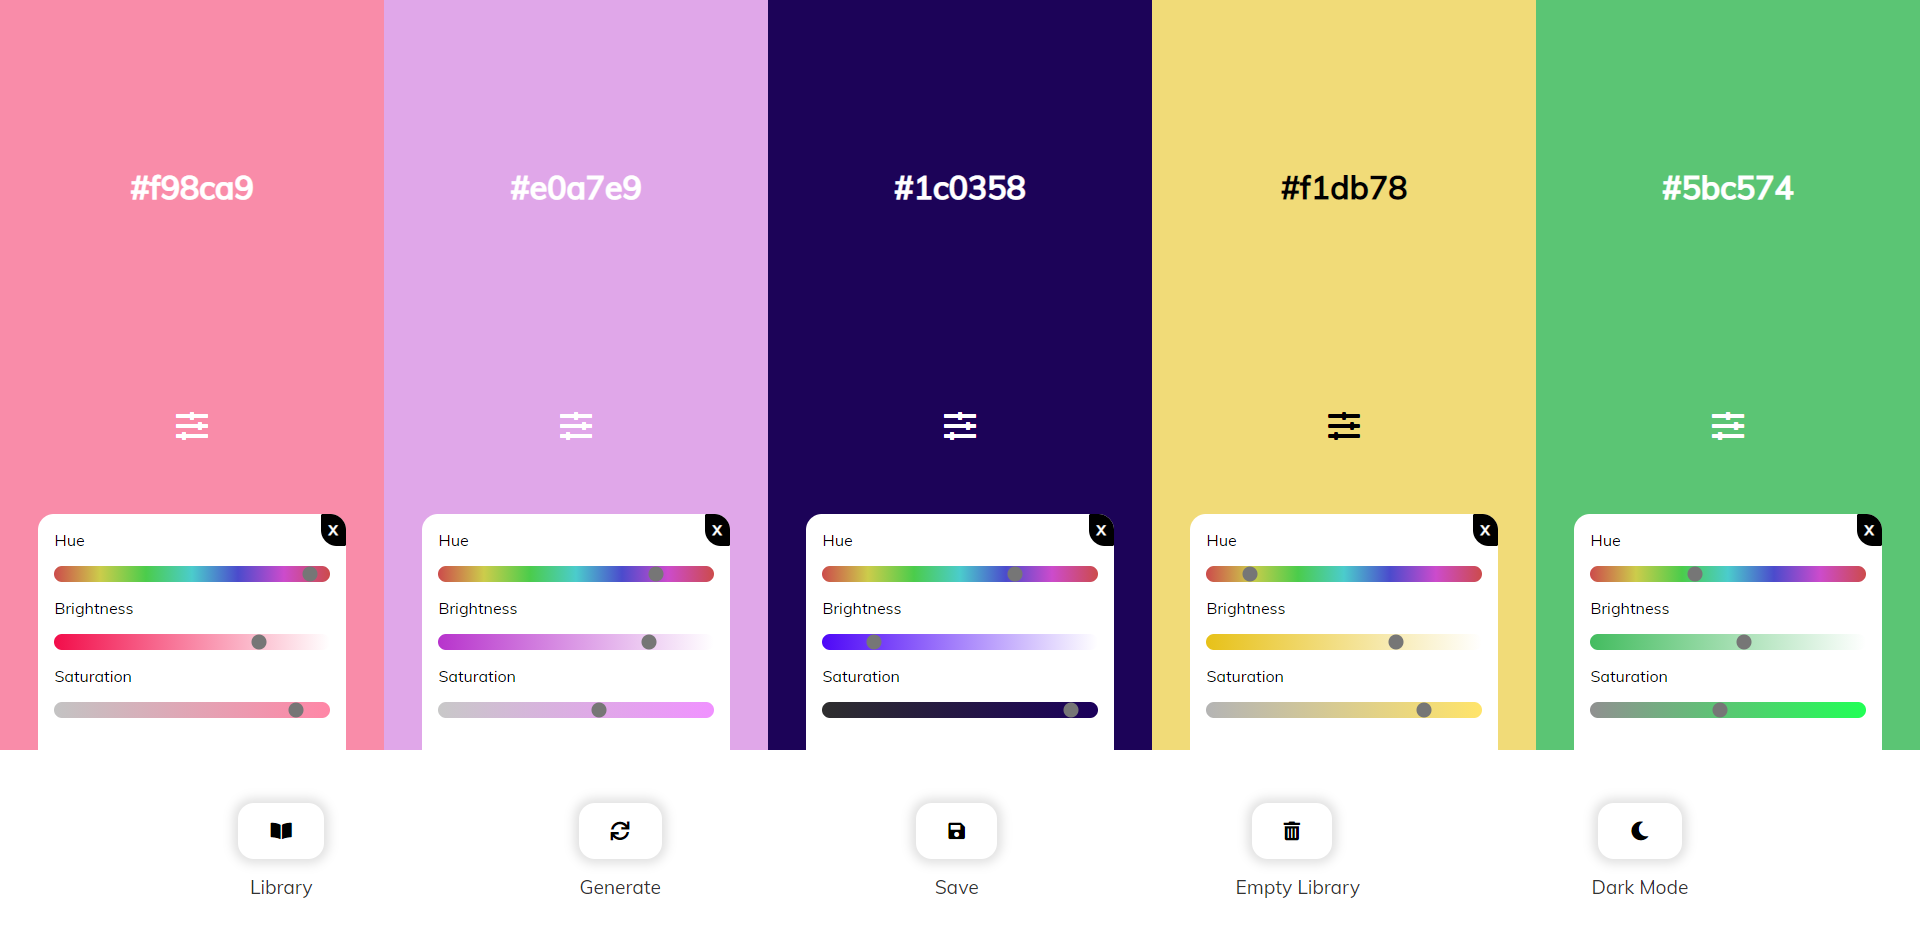 #f98ca9
#e0a7e9
#1c0358
#f1db78
#5bc574
X
Hue
Brightness
Saturation
X
Hue
Brightness
Saturation
X
Hue
Brightness
Saturation
X
Hue
Brightness
Saturation
X
Hue
Brightness
Saturation
Library
Generate
Save
Empty Library
Dark Mode